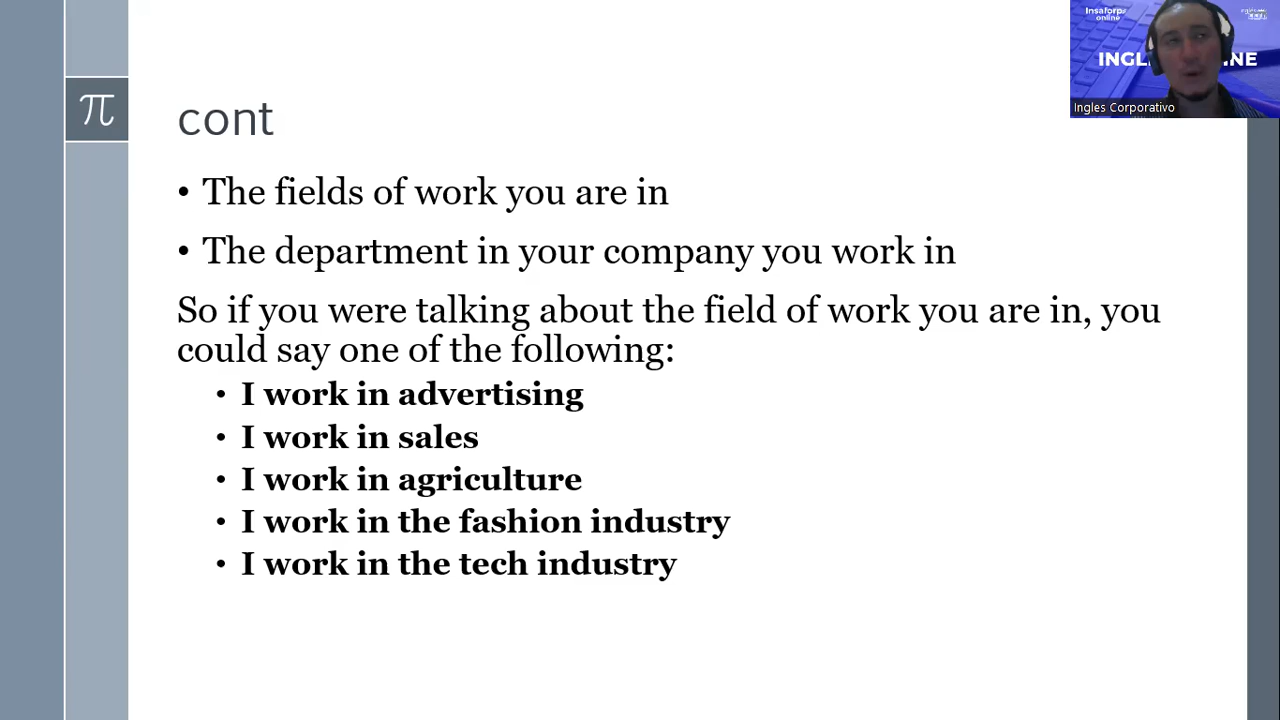 Insaforp
online
INGL NE
Ingles Corporativo
π
cont
• The fields of work you are in
• The department in your company you work in
So if you were talking about the field of work you are in, you
could say one of the following:
• I work in advertising
• I work in sales
• I work in agriculture
• I work in the fashion industry
• I work in the tech industry